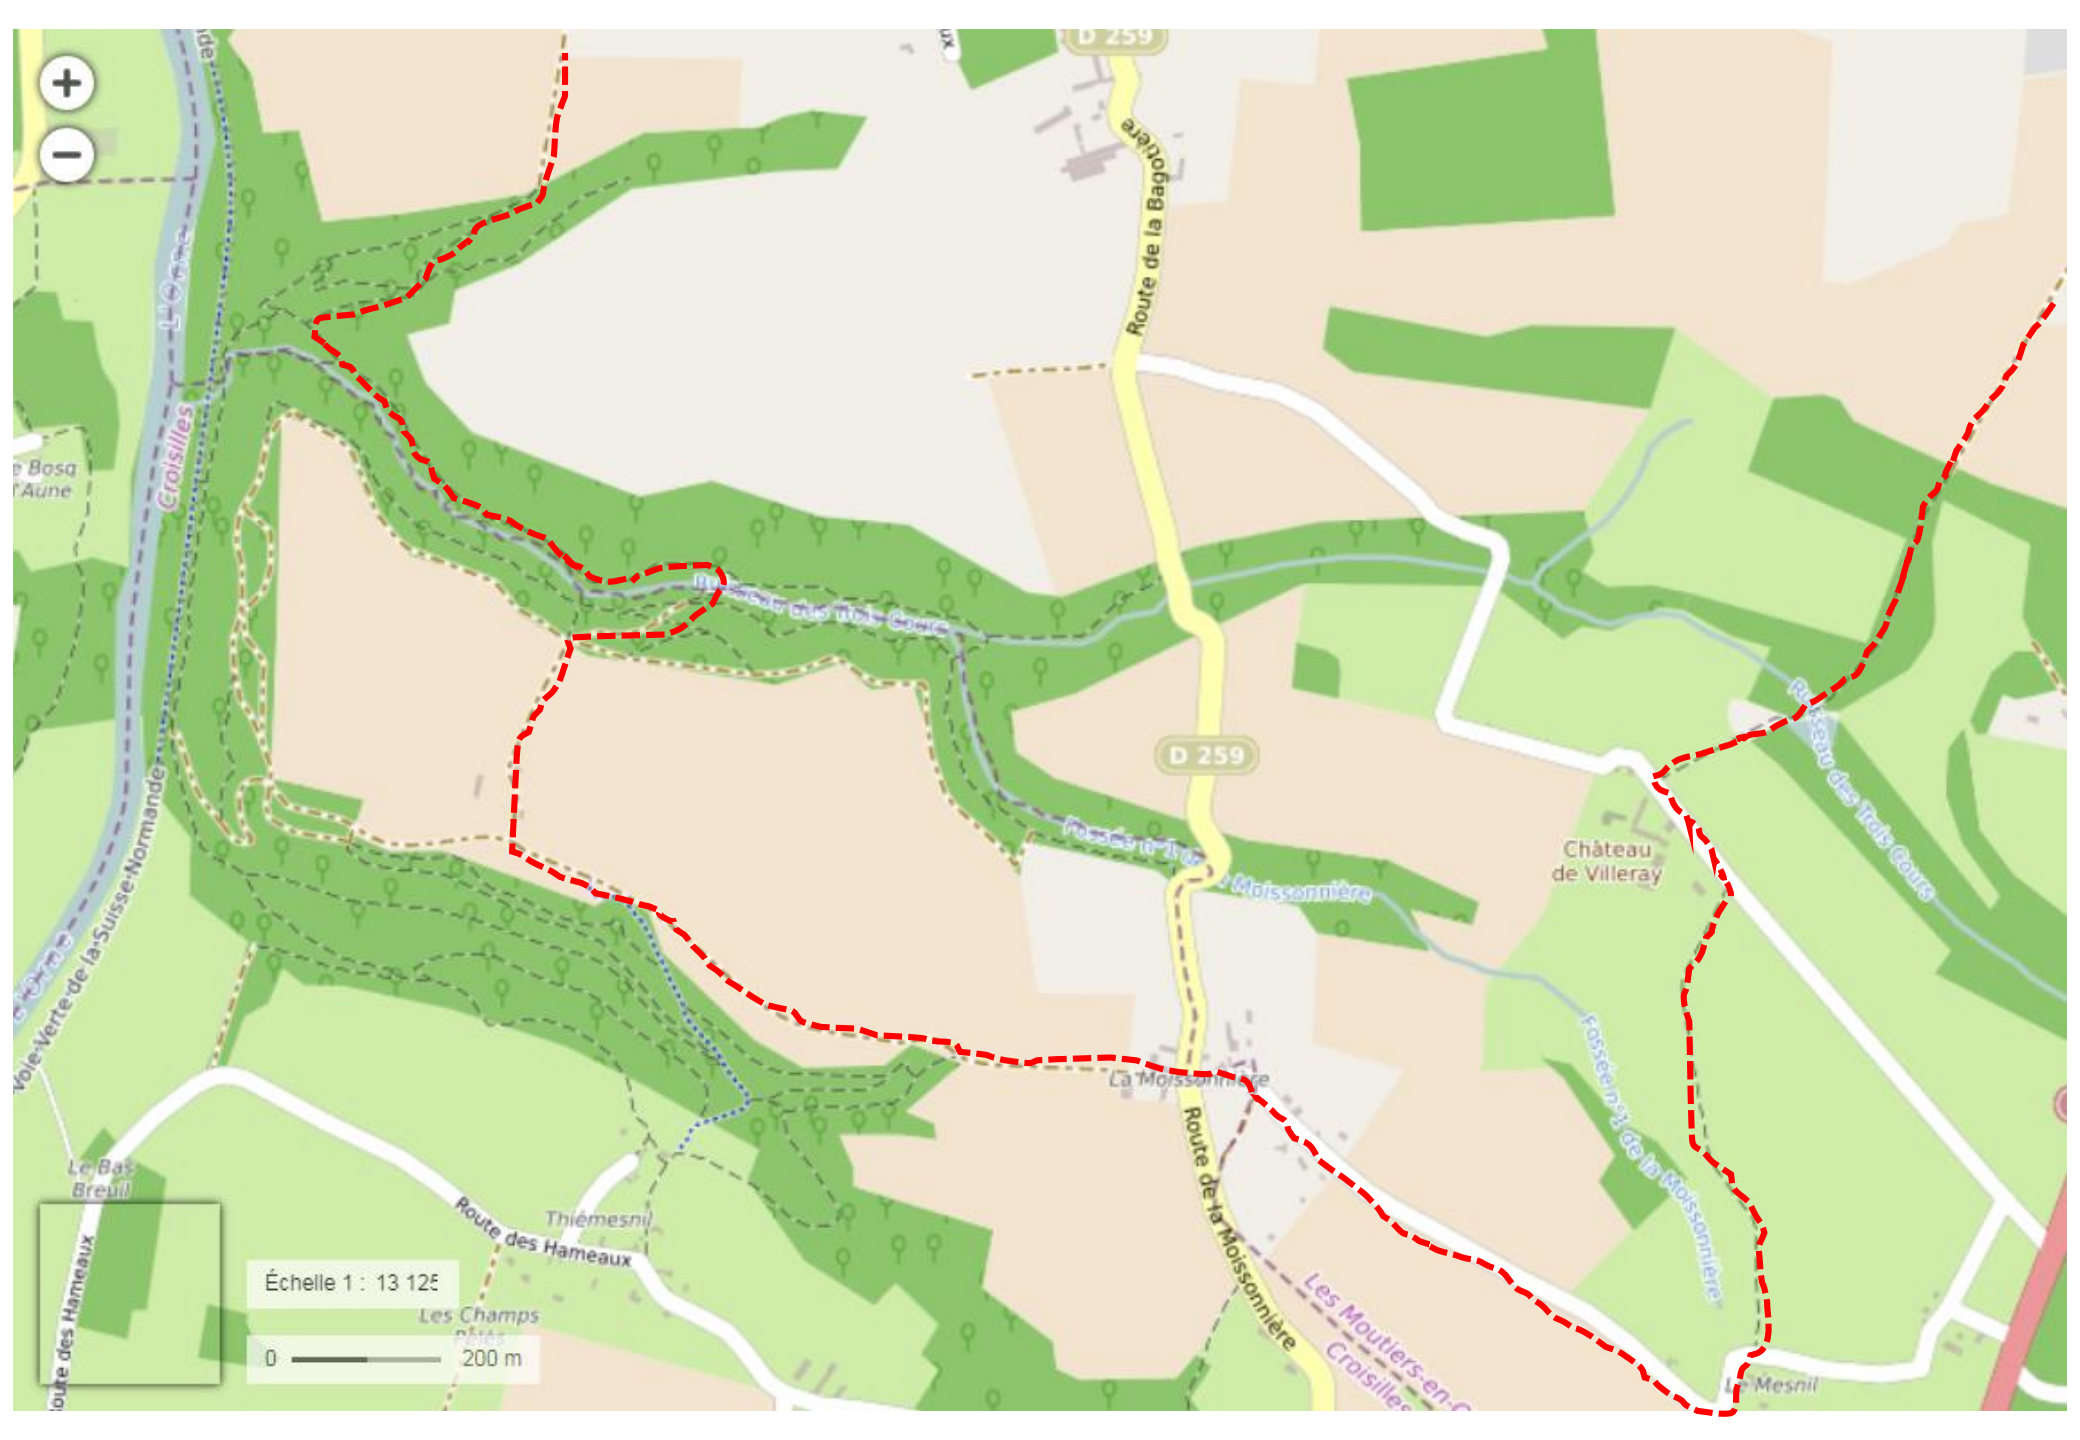 D 259
Route de la Bagotière
L'Orne
Croisilles
e Bosq
l'Aune
Ruisseau des Trois Cours
D 259
Ruisseau des Trois Cours
Château
de Villeray
Fossée n°1 de
Moissonnière
Fossée n°1 de la Moissonnière
Voie Verte de la Suisse Normande
La Moissonnière
Route de la Moissonnière
Le Bas
Breuil
Route des Hameaux
Thiémesnil
Route des Hameaux
Les Champs
Pâlés
Échelle 1 : 13 125
0 200 m
Les Moutiers-en-C
Croisilles
Le Mesnil